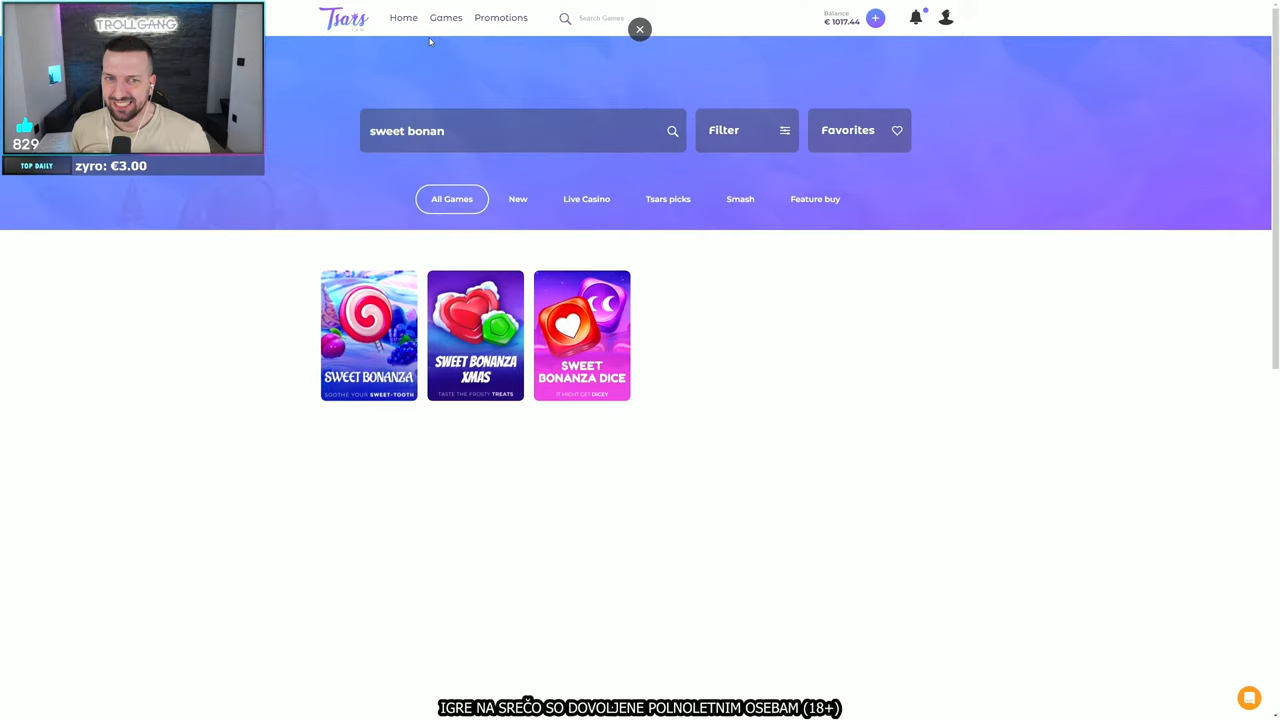 TROLLGANG
829
TOP DAILY
zyro: €3.00
Tsars
Home
Games
Promotions
Search Games
Balance
€ 1017.44
sweet bonan
Filter
Favorites
All Games
New
Live Casino
Tsars picks
Smash
Feature buy
SWEET BONANZA
SOOTHE YOUR SWEET-TOOTH
SWEET BONANZA
XMAS
TASTE THE FROSTY TREATS
SWEET
BONANZA DICE
IT MIGHT GET DICEY
IGRE NA SREČO SO DOVOLJENE POLNOLETNIM OSEBAM (18+)